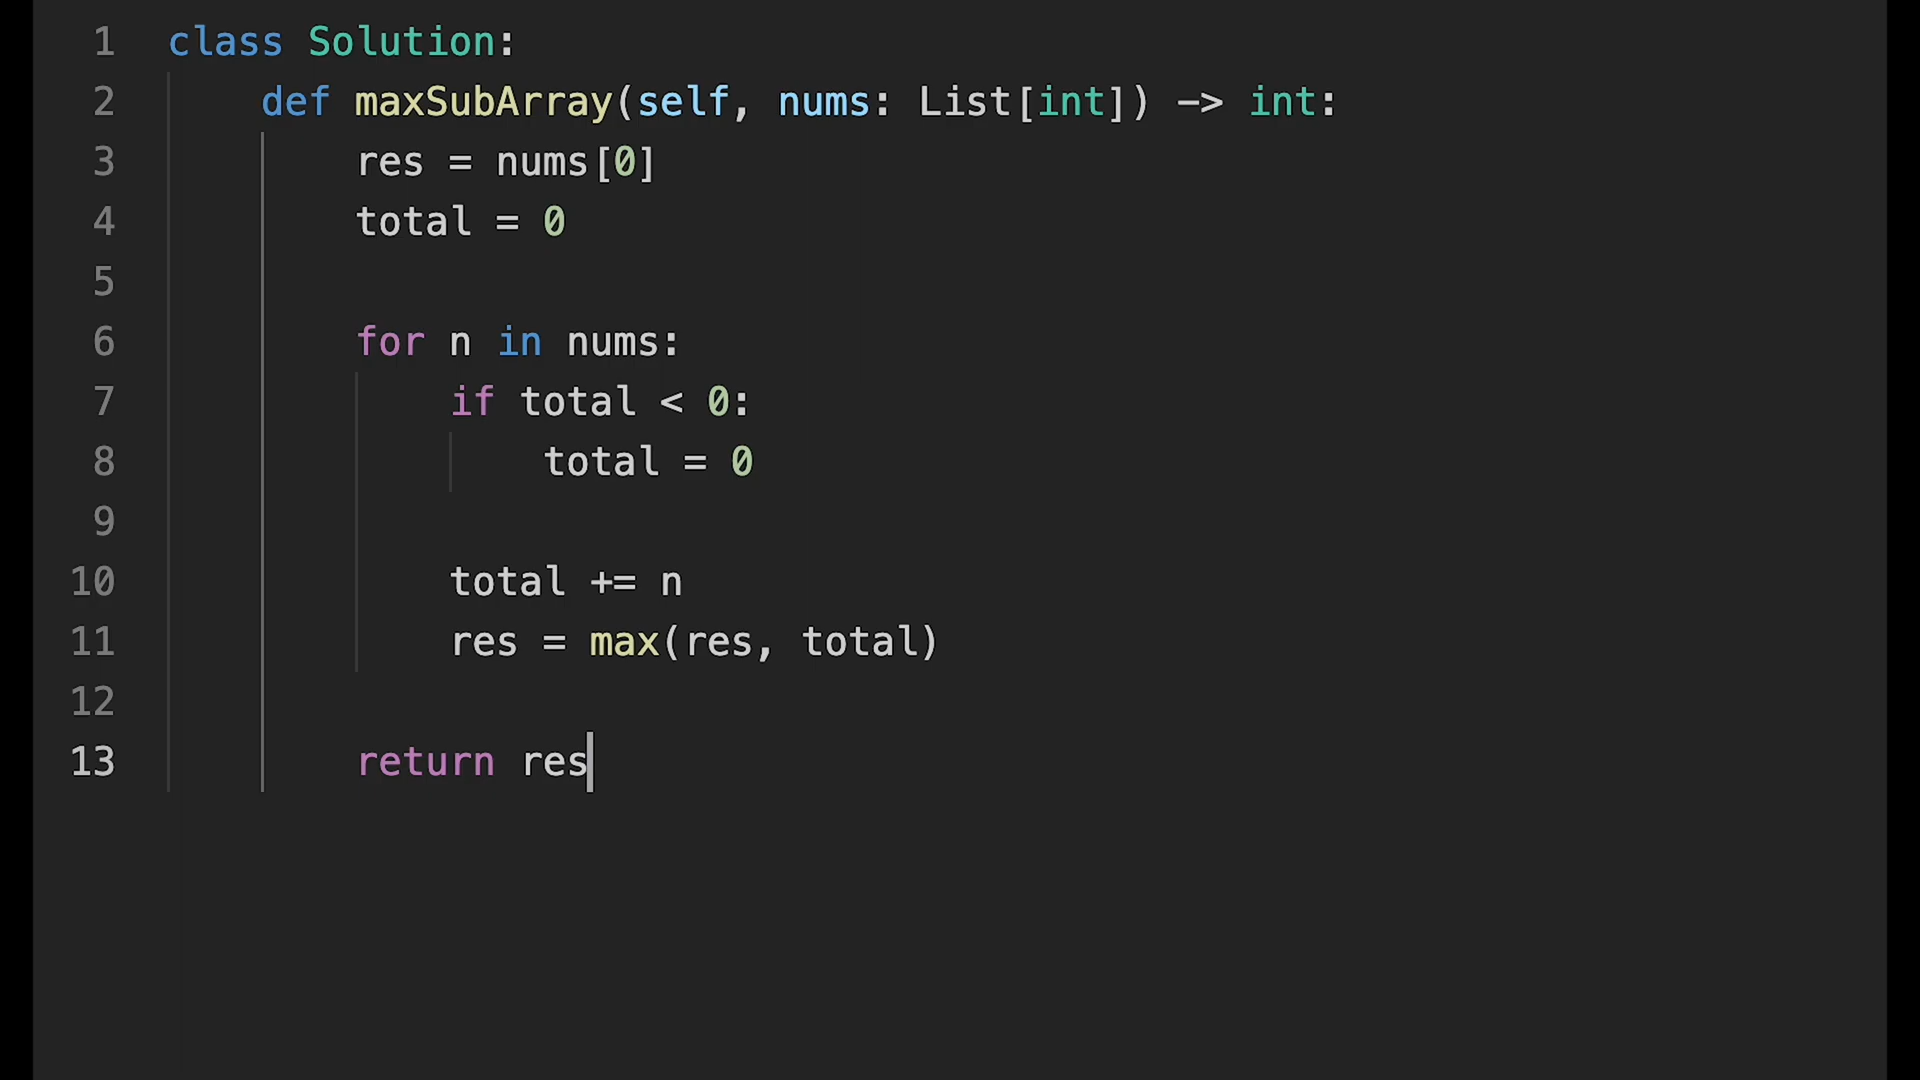 1 class Solution:
2     def maxSubArray(self, nums: List[int]) -> int:
3         res = nums[0]
4         total = 0
5
6         for n in nums:
7             if total < 0:
8                 total = 0
9
10             total += n
11             res = max(res, total)
12
13         return res